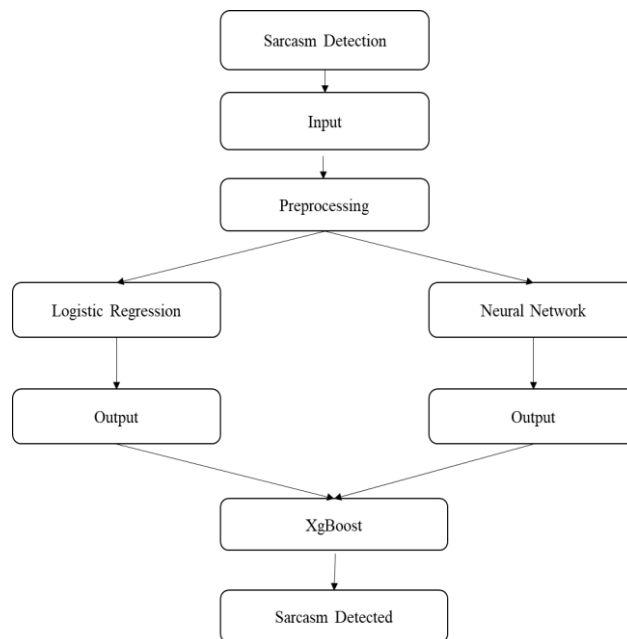 Sarcasm Detection
Input
Preprocessing
Logistic Regression
Neural Network
Output
Output
XgBoost
Sarcasm Detected